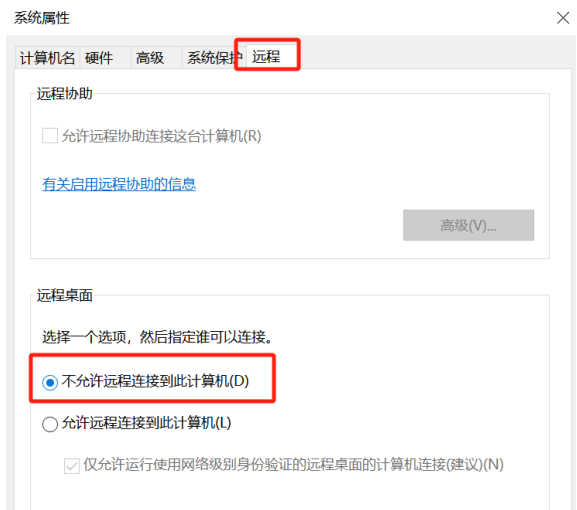 系统属性
计算机名 硬件 高级 系统保护 远程
远程协助
允许远程协助连接这台计算机(R)
有关启用远程协助的信息
高级(V)...
远程桌面
选择一个选项，然后指定谁可以连接。
不允许远程连接到此计算机(D)
允许远程连接到此计算机(L)
仅允许运行使用网络级别身份验证的远程桌面的计算机连接(建议)(N)